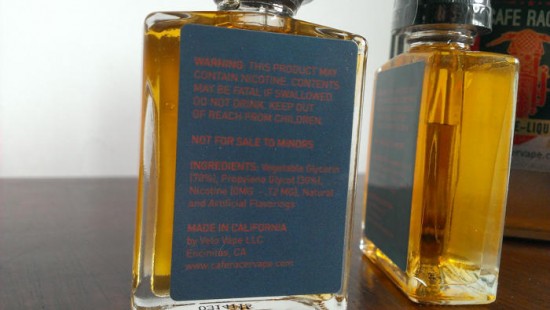 WARNING: THIS PRODUCT MAY
CONTAIN NICOTINE. CONTENTS
MAY BE FATAL IF SWALLOWED.
DO NOT DRINK. KEEP OUT
OF REACH FROM CHILDREN.
NOT FOR SALE TO MINORS
INGREDIENTS: Vegetable Glycerin
(70%), Propylene Glycol (30%),
Nicotine (0MG - 12 MG), Natural
and Artificial Flavorings
MADE IN CALIFORNIA
by Vape LLC
Encinitas, CA
www.caferacervape.com
CAFE RAC
E-LIQU